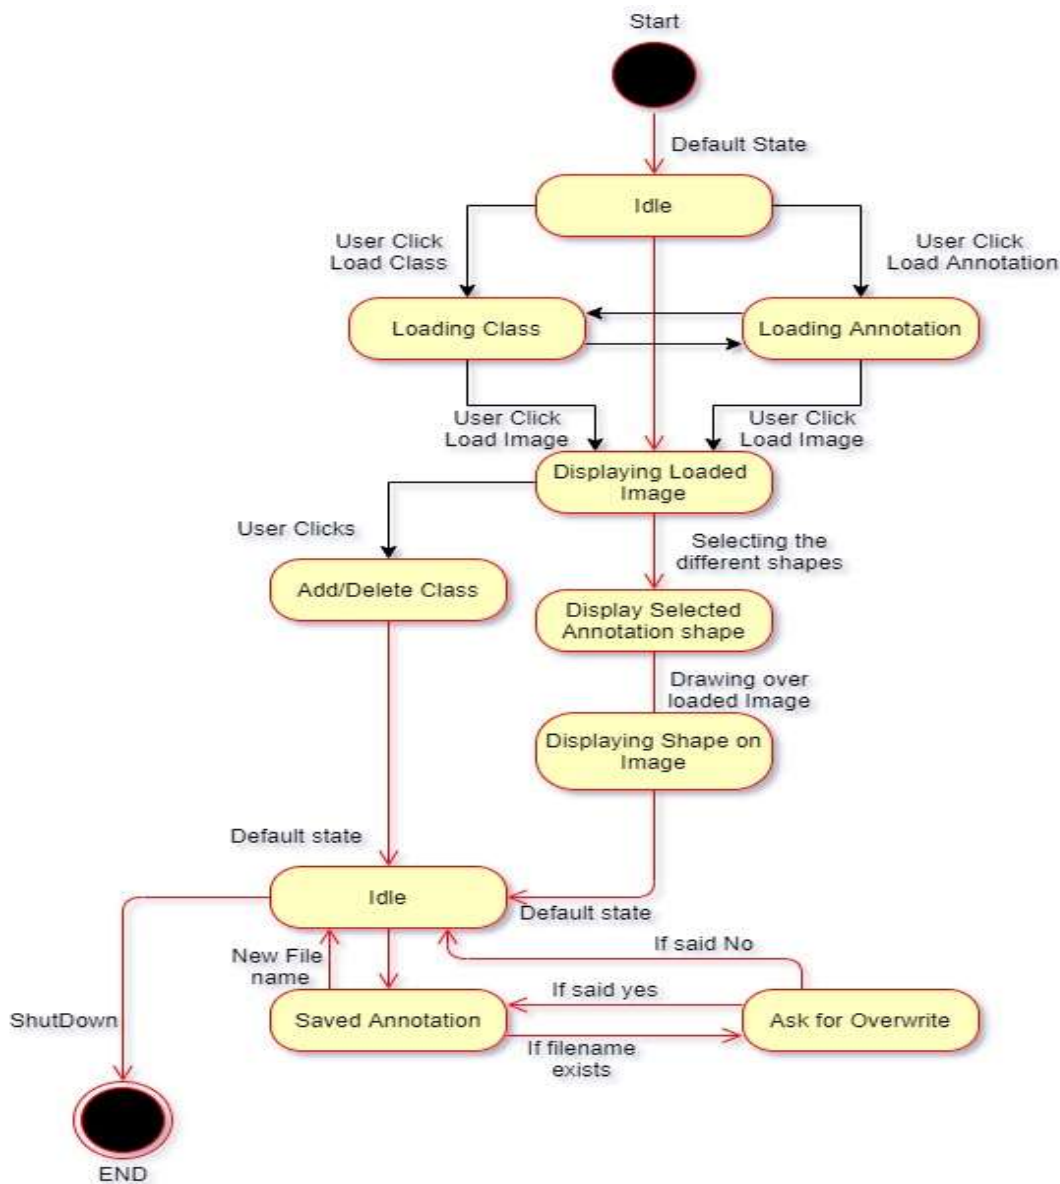 Start
Default State
Idle
User Click
Load Class
User Click
Load Annotation
Loading Class
Loading Annotation
User Click
Load Image
User Click
Load Image
Displaying Loaded
Image
User Clicks
Selecting the
different shapes
Add/Delete Class
Display Selected
Annotation shape
Drawing over
loaded Image
Displaying Shape on
Image
Default state
Idle
Default state
New File
name
If said No
If said yes
Saved Annotation
Ask for Overwrite
ShutDown
If filename
exists
END